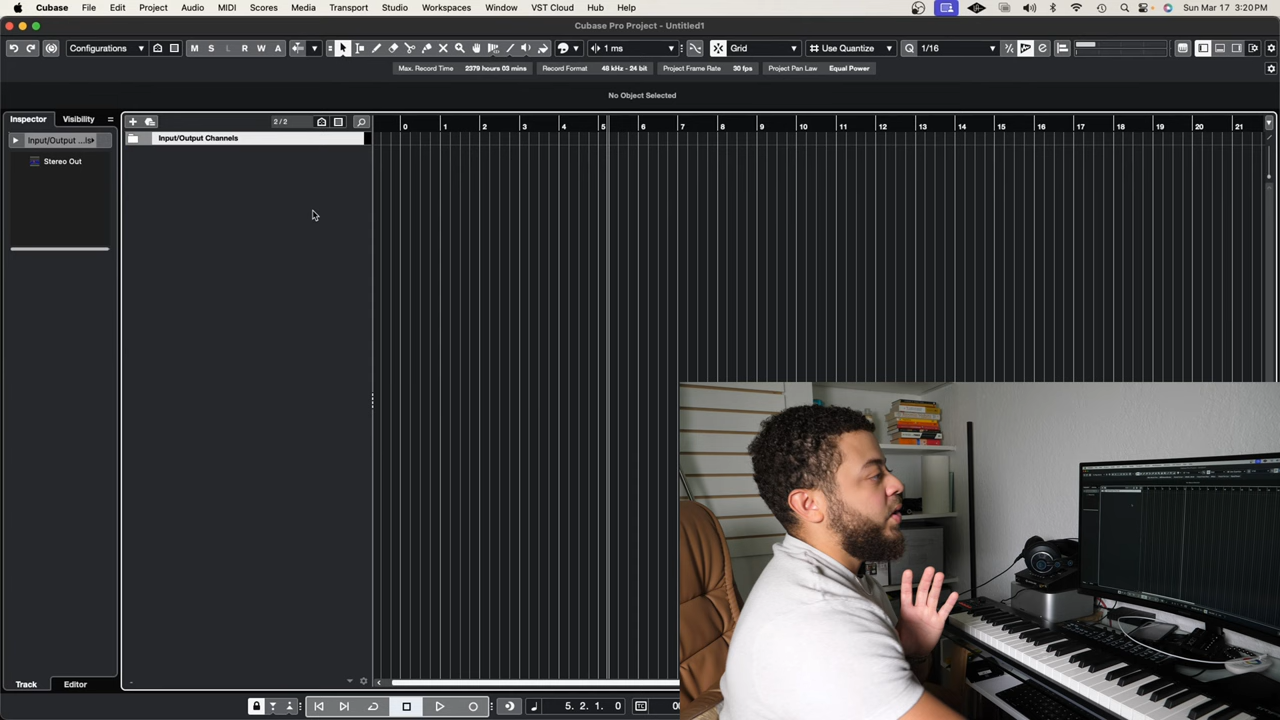 Cubase File Edit Project Audio MIDI Scores Media Transport Studio Workspaces Window VST Cloud Hub Help Sun Mar 17 3:20 PM
Cubase Pro Project - Untitled1
Configurations M S L R W A 1 ms Grid Use Quantize Q 1/16
Max. Record Time 2379 hours 03 mins Record Format 48 kHz - 24 bit Project Frame Rate 30 fps Project Pan Law Equal Power
No Object Selected
Inspector Visibility 2/2
0 1 2 3 4 5 6 7 8 9 10 11 12 13 14 15 16 17 18 19 20 21
Input/Output ...ls Input/Output Channels
Stereo Out
Track Editor
5. 2. 1. 0